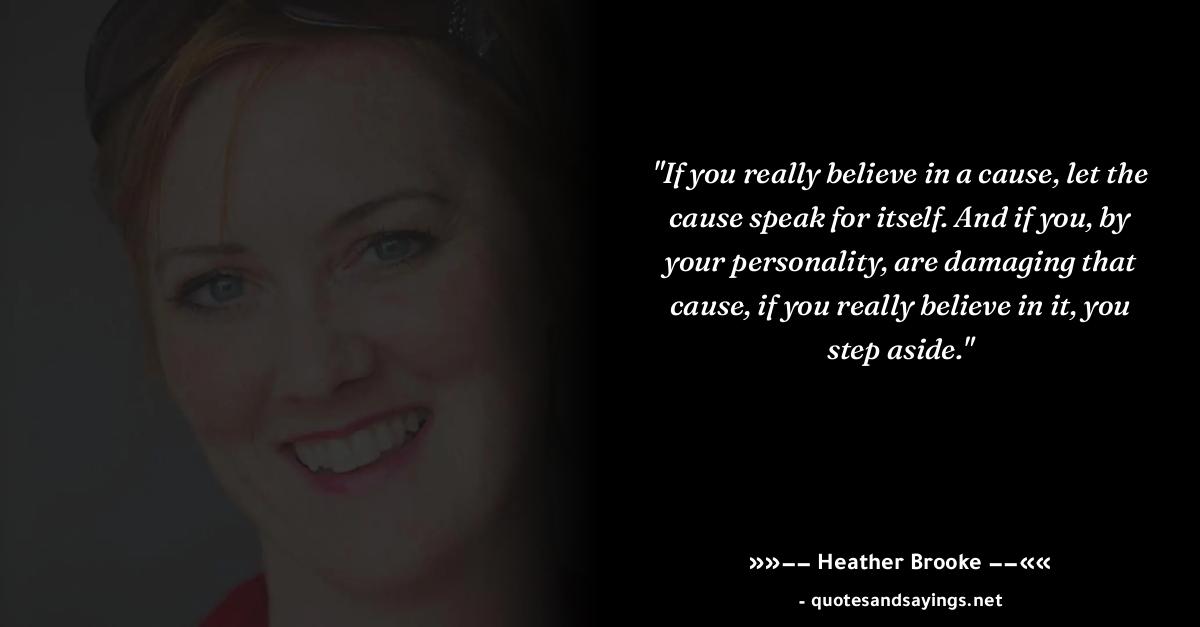 "If you really believe in a cause, let the
cause speak for itself. And if you, by
your personality, are damaging that
cause, if you really believe in it, you
step aside."
»»–– Heather Brooke ––««
- quotesandsayings.net